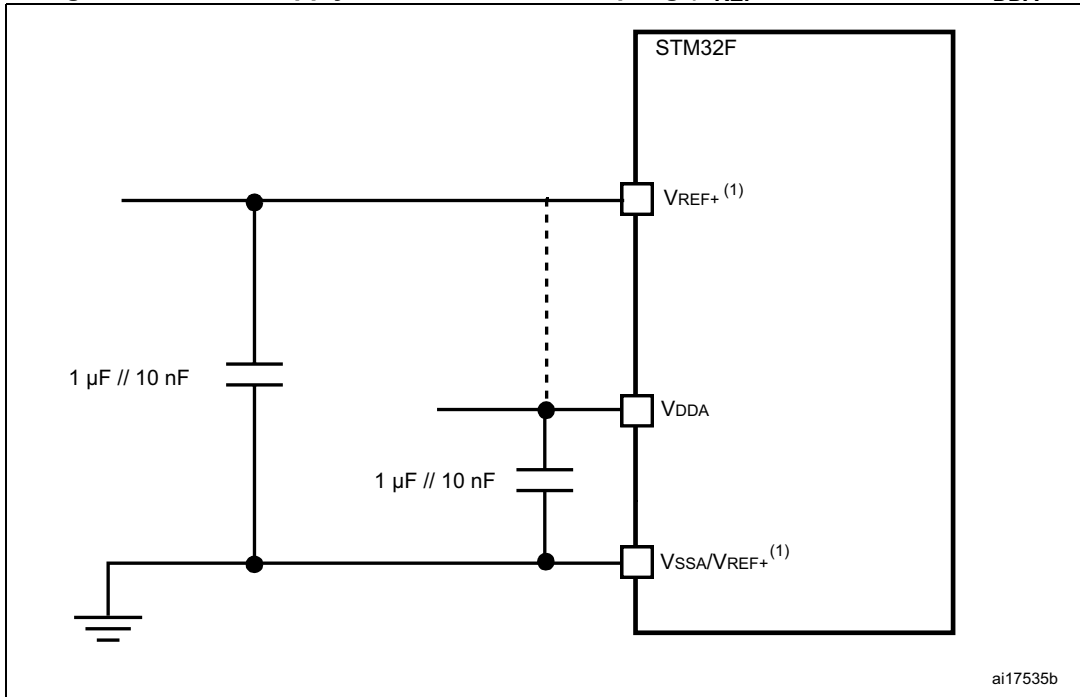 STM32F
VREF+ (1)
1 µF // 10 nF
VDDA
1 µF // 10 nF
VSSA/VREF+(1)
ai17535b